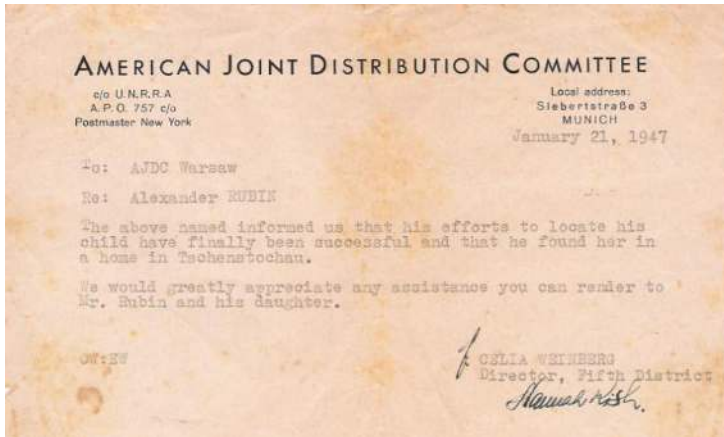 AMERICAN JOINT DISTRIBUTION COMMITTEE
c/o U.N.R.R.A
A.P.O. 757 c/o
Postmaster New York
Local address:
Siebertstraße 3
MUNICH
January 21, 1947
To: AJDC Warsaw
Re: Alexander RUBIN
The above named informed us that his efforts to locate his
child have finally been successful and that he found her in
a home in Tschenstochau.
We would greatly appreciate any assistance you can render to
Mr. Rubin and his daughter.
CW:EW
f. CELIA WEINBERG
Director, Fifth District
Hannah Kish.